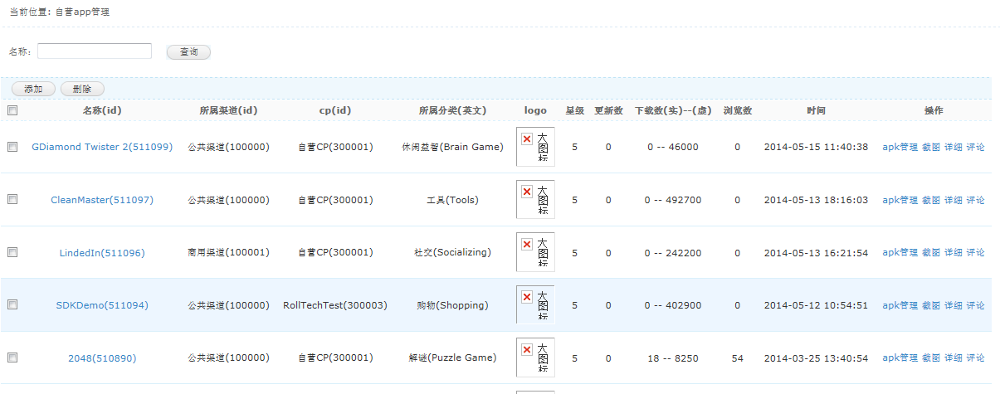 当前位置: 自营app管理
名称: 查询
添加 删除
名称(id) 所属渠道(id) cp(id) 所属分类(英文) logo 星级 更新数 下载数(实)--(虚) 浏览数 时间 操作
GDiamond Twister 2(511099) 公共渠道(100000) 自营CP(300001) 休闲益智(Brain Game) 大图标 5 0 0 -- 46000 0 2014-05-15 11:40:38 apk管理 截图 详细 评论
CleanMaster(511097) 公共渠道(100000) 自营CP(300001) 工具(Tools) 大图标 5 0 0 -- 492700 0 2014-05-13 18:16:03 apk管理 截图 详细 评论
LindedIn(511096) 商用渠道(100001) 自营CP(300001) 社交(Socializing) 大图标 5 0 0 -- 242200 0 2014-05-13 16:21:54 apk管理 截图 详细 评论
SDKDemo(511094) 公共渠道(100000) RollTechTest(300003) 购物(Shopping) 大图标 5 0 0 -- 402900 0 2014-05-12 10:54:51 apk管理 截图 详细 评论
2048(510890) 公共渠道(100000) 自营CP(300001) 解谜(Puzzle Game) 大图标 5 0 18 -- 8250 54 2014-03-25 13:40:54 apk管理 截图 详细 评论